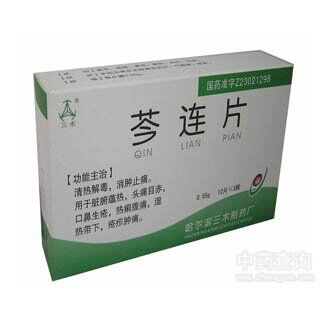 国药准字Z23021298
三木
芩连片
QIN LIAN PIAN
【功能主治】
清热解毒，消肿止痛。
用于脏腑蕴热，头痛目赤，
口鼻生疮，热痢腹痛，湿
热带下，疮疖肿痛。
0.55g 12片×3板
哈尔滨三木制药厂
HAERBINSANMUZHIYAOCHANG
中药查询
www.zhongyoo.com